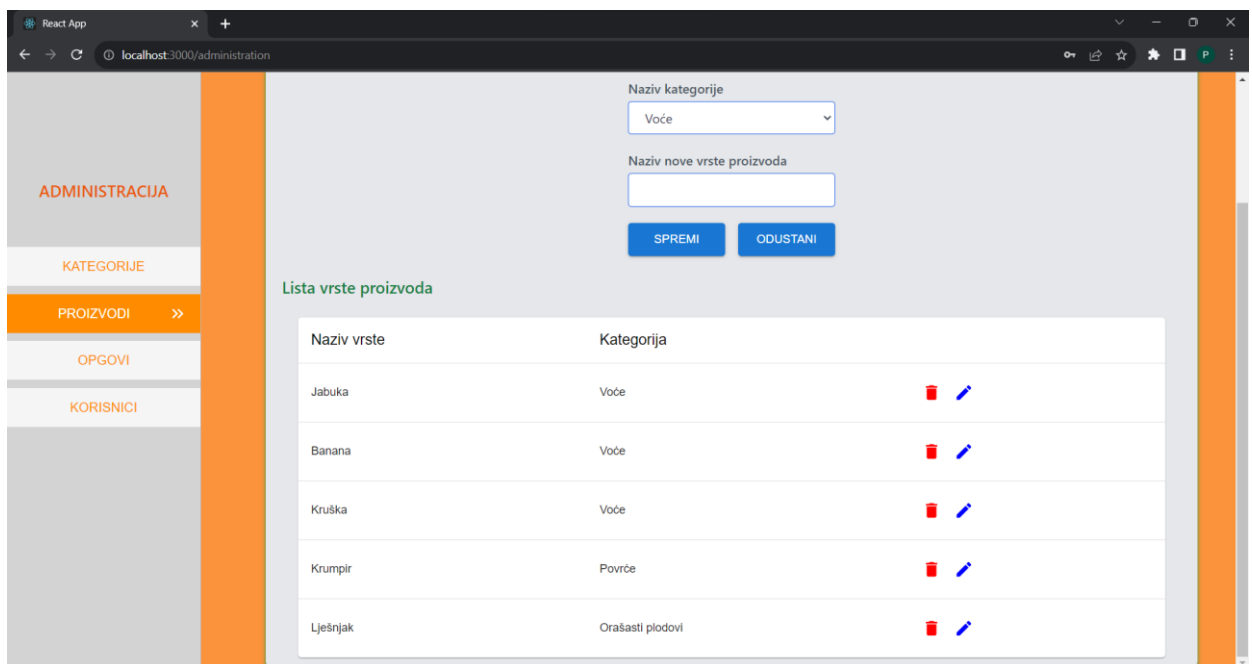 React App
localhost:3000/administration
P
ADMINISTRACIJA
KATEGORIJE
PROIZVODI
OPGOVI
KORISNICI
Naziv kategorije
Voće
Naziv nove vrste proizvoda
SPREMI ODUSTANI
Lista vrste proizvoda
Naziv vrste Kategorija
Jabuka Voće
Banana Voće
Kruška Voće
Krumpir Povrće
Lješnjak Orašasti plodovi